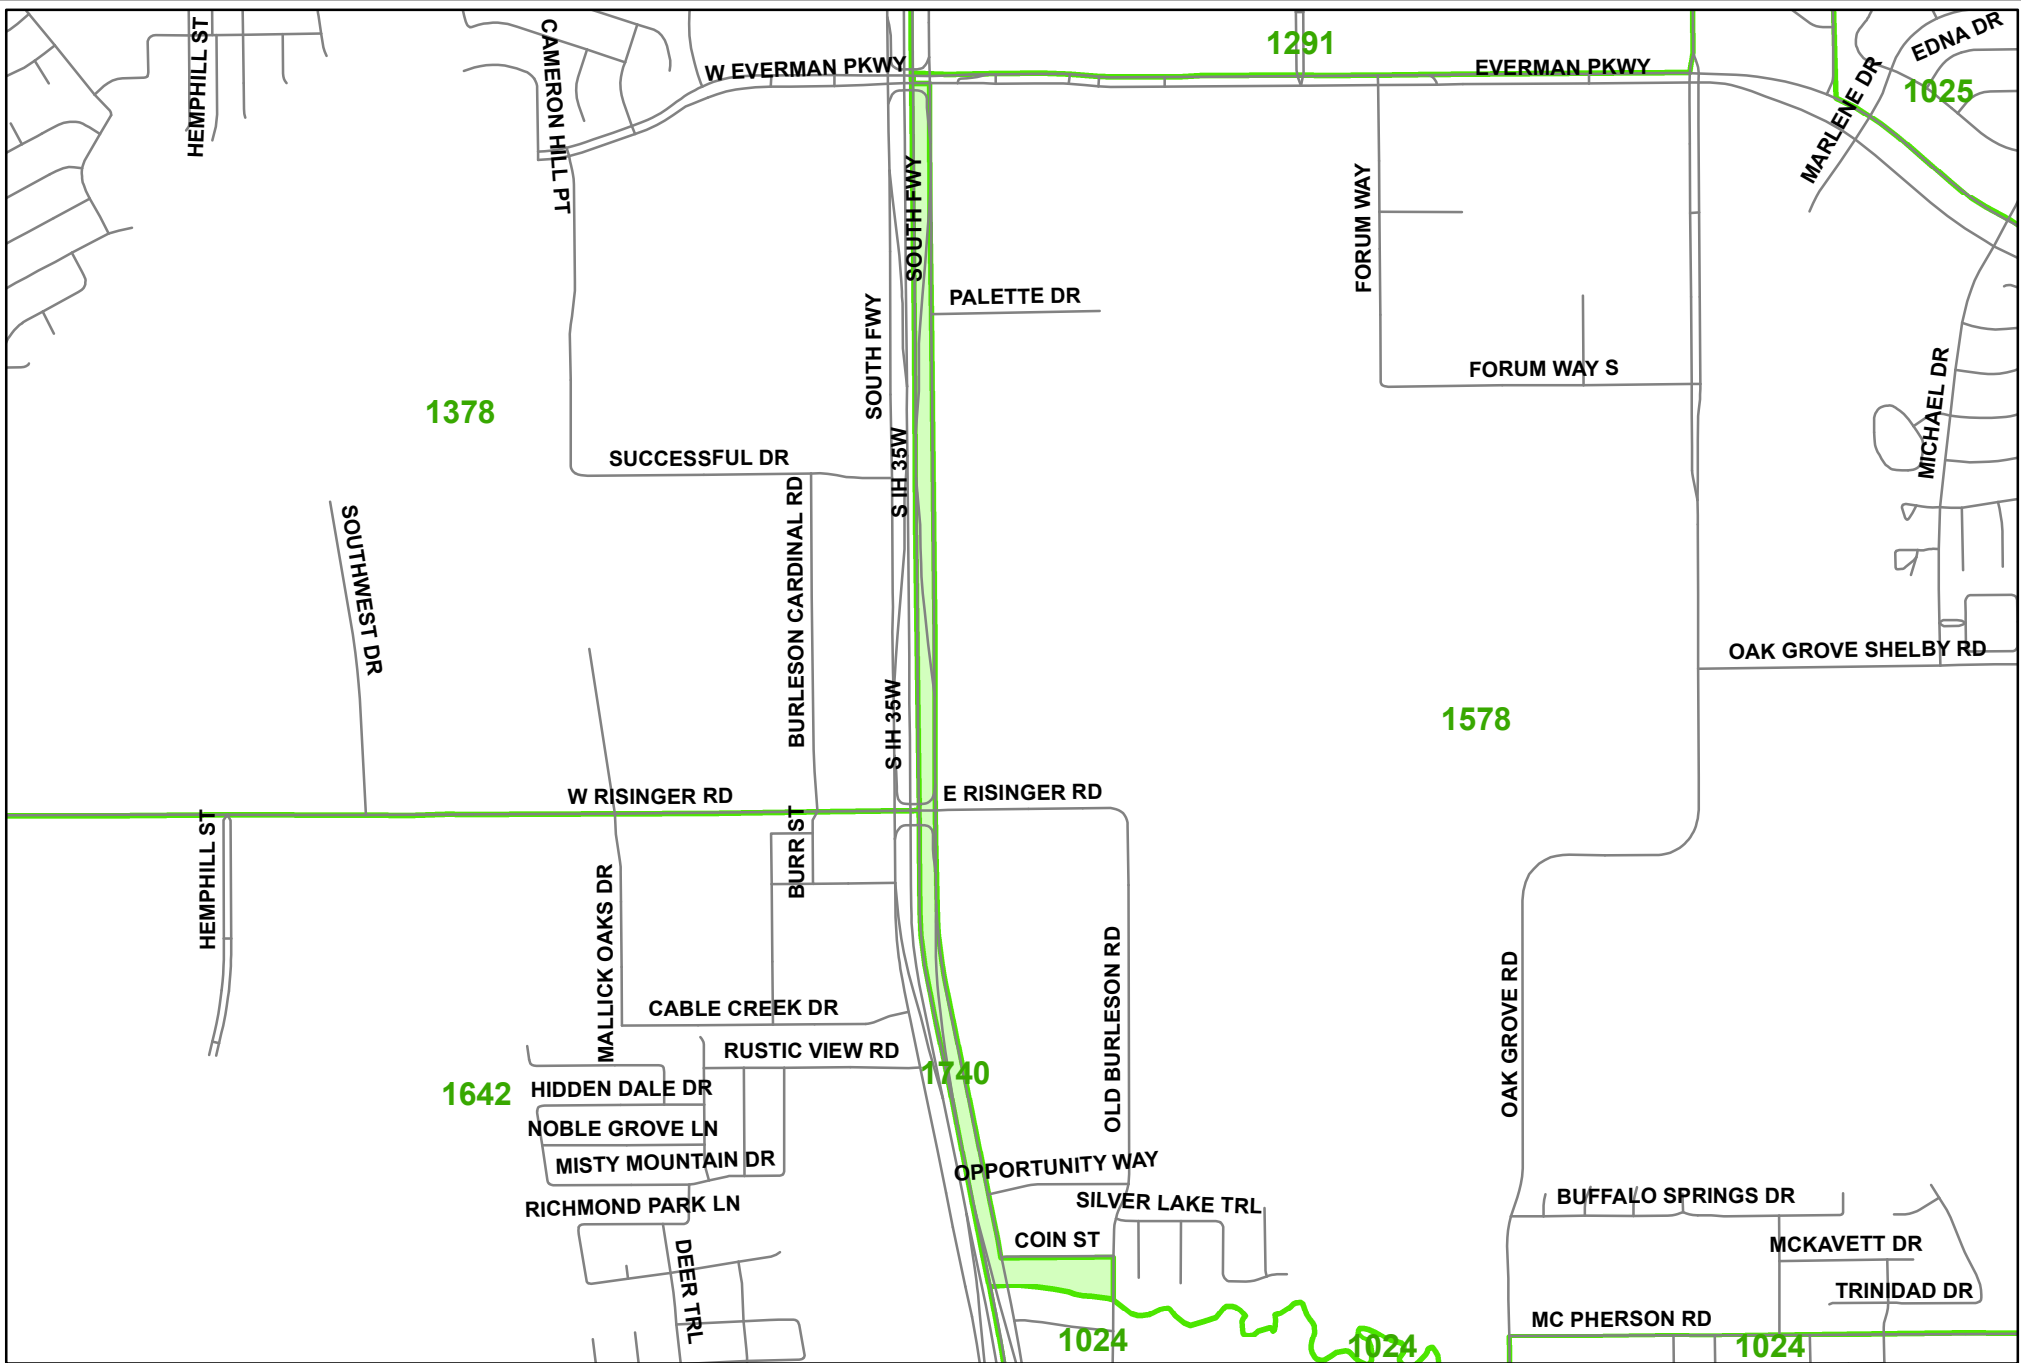 HEMPHILL ST
CAMERON HILL PT
W EVERMAN PKWY
1291
EVERMAN PKWY
EDNA DR
1025
MARLENE DR
SOUTH FWY
FORUM WAY
PALETTE DR
SOUTH FWY
FORUM WAY S
MICHAEL DR
1378
SUCCESSFUL DR
S IH 35W
BURLESON CARDINAL RD
SOUTHWEST DR
OAK GROVE SHELBY RD
S IH 35W
1578
W RISINGER RD
E RISINGER RD
HEMPHILL ST
BURR ST
MALLICK OAKS DR
OLD BURLESON RD
OAK GROVE RD
CABLE CREEK DR
RUSTIC VIEW RD
1740
1642
HIDDEN DALE DR
NOBLE GROVE LN
MISTY MOUNTAIN DR
OPPORTUNITY WAY
RICHMOND PARK LN
SILVER LAKE TRL
BUFFALO SPRINGS DR
COIN ST
MCKAVETT DR
DEER TRL
TRINIDAD DR
MC PHERSON RD
1024
1024
1024